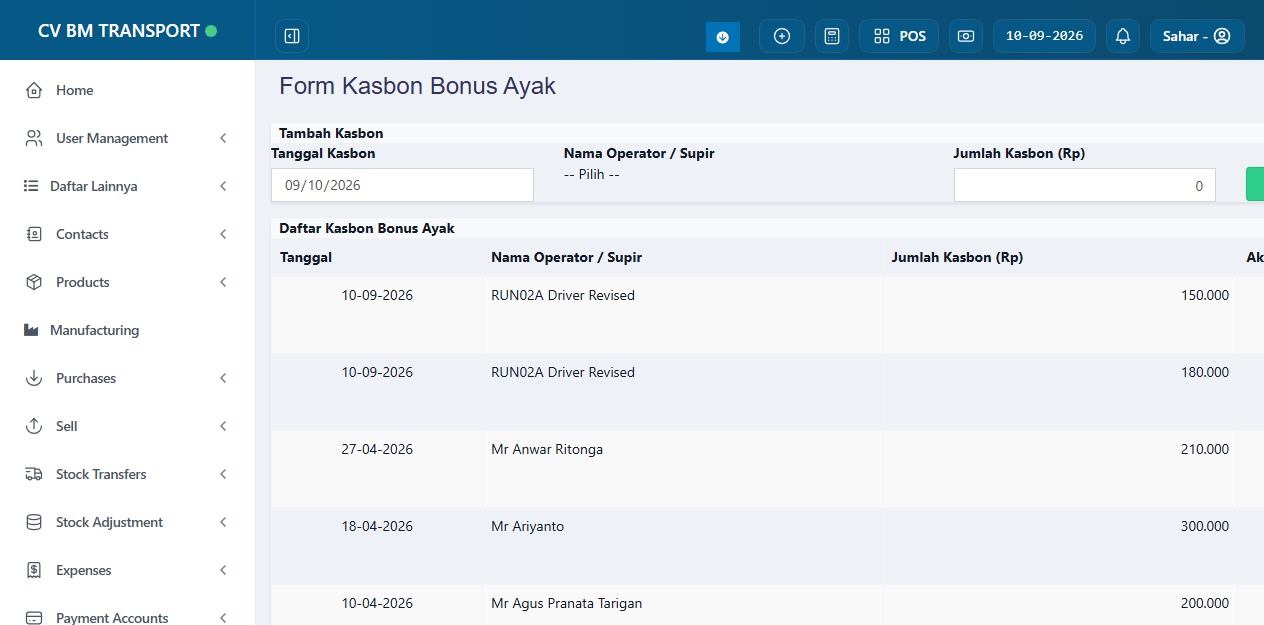 CV BM TRANSPORT
POS
10-09-2026
Sahar -
Home
User Management
Daftar Lainnya
Contacts
Products
Manufacturing
Purchases
Sell
Stock Transfers
Stock Adjustment
Expenses
Payment Accounts
Form Kasbon Bonus Ayak
Tambah Kasbon
Tanggal Kasbon Nama Operator / Supir Jumlah Kasbon (Rp)
09/10/2026 -- Pilih -- 0
Daftar Kasbon Bonus Ayak
Tanggal Nama Operator / Supir Jumlah Kasbon (Rp) Ak
10-09-2026 RUN02A Driver Revised 150.000
10-09-2026 RUN02A Driver Revised 180.000
27-04-2026 Mr Anwar Ritonga 210.000
18-04-2026 Mr Ariyanto 300.000
10-04-2026 Mr Agus Pranata Tarigan 200.000